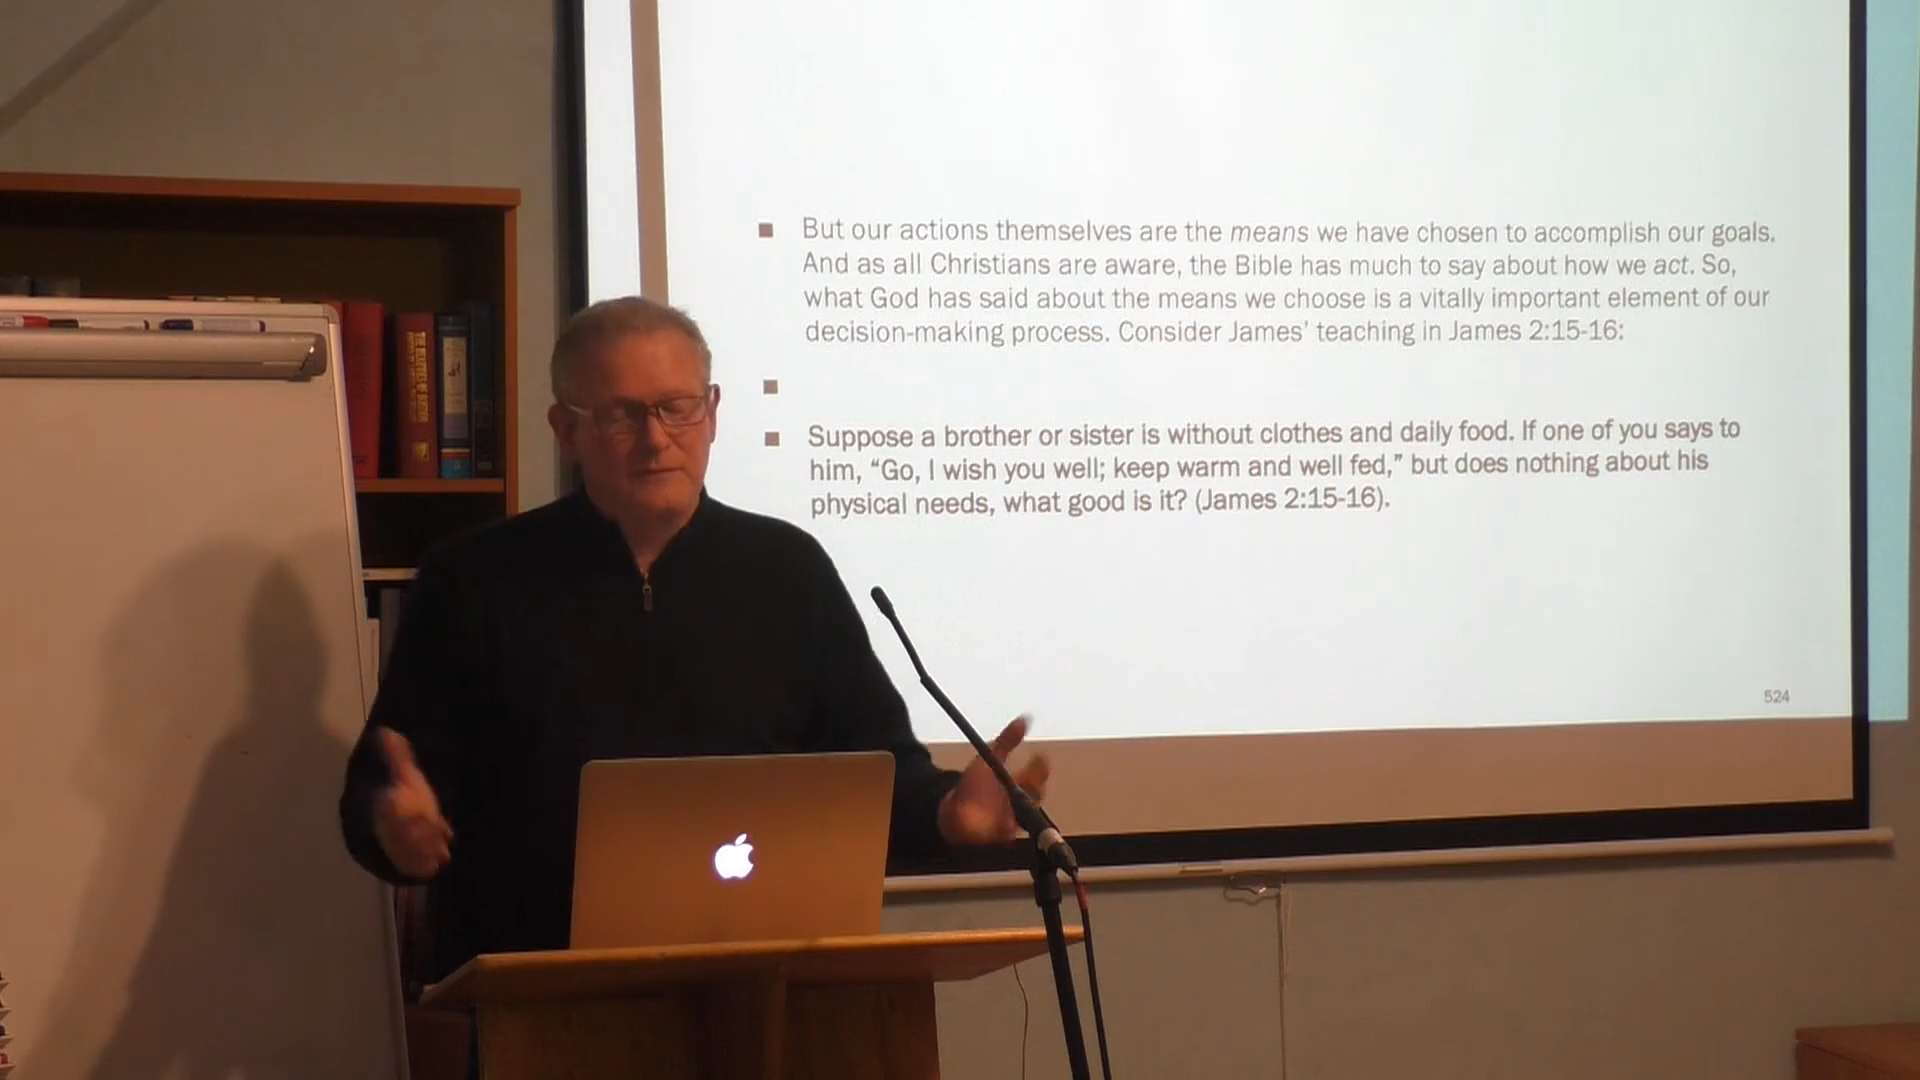 But our actions themselves are the means we have chosen to accomplish our goals.
And as all Christians are aware, the Bible has much to say about how we act. So,
what God has said about the means we choose is a vitally important element of our
decision-making process. Consider James’ teaching in James 2:15-16:
Suppose a brother or sister is without clothes and daily food. If one of you says to
him, “Go, I wish you well; keep warm and well fed,” but does nothing about his
physical needs, what good is it? (James 2:15-16).
524